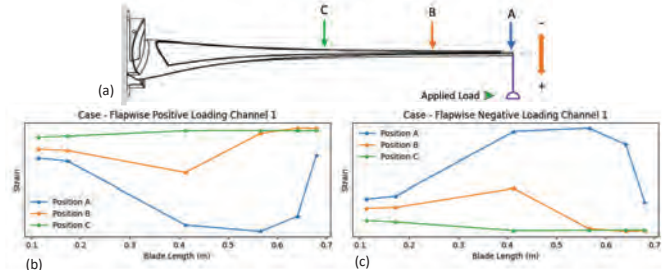 C
B
A
-
+
(a)
Applied Load
Case - Flapwise Positive Loading Channel 1
Strain
Position A
Position B
Position C
0.1 0.2 0.3 0.4 0.5 0.6 0.7
Blade Length (m)
(b)
Case - Flapwise Negative Loading Channel 1
Strain
Position A
Position B
Position C
0.1 0.2 0.3 0.4 0.5 0.6 0.7
Blade Length (m)
(c)